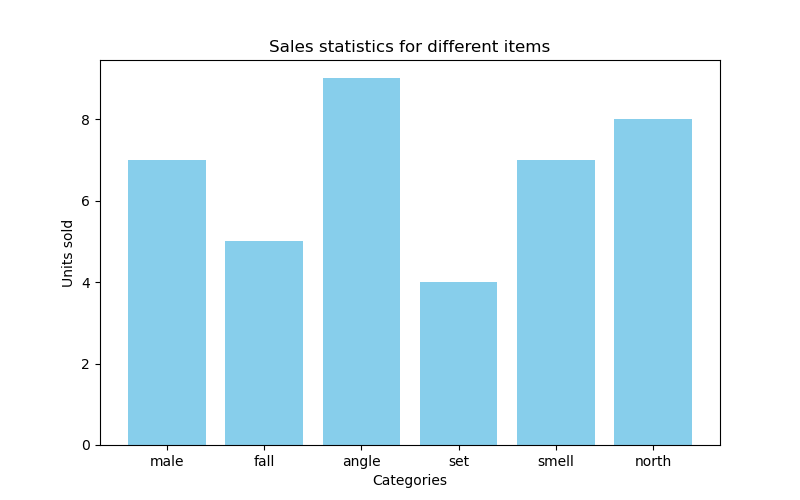 Sales statistics for different items
Units sold
8
6
4
2
0
male fall angle set smell north
Categories